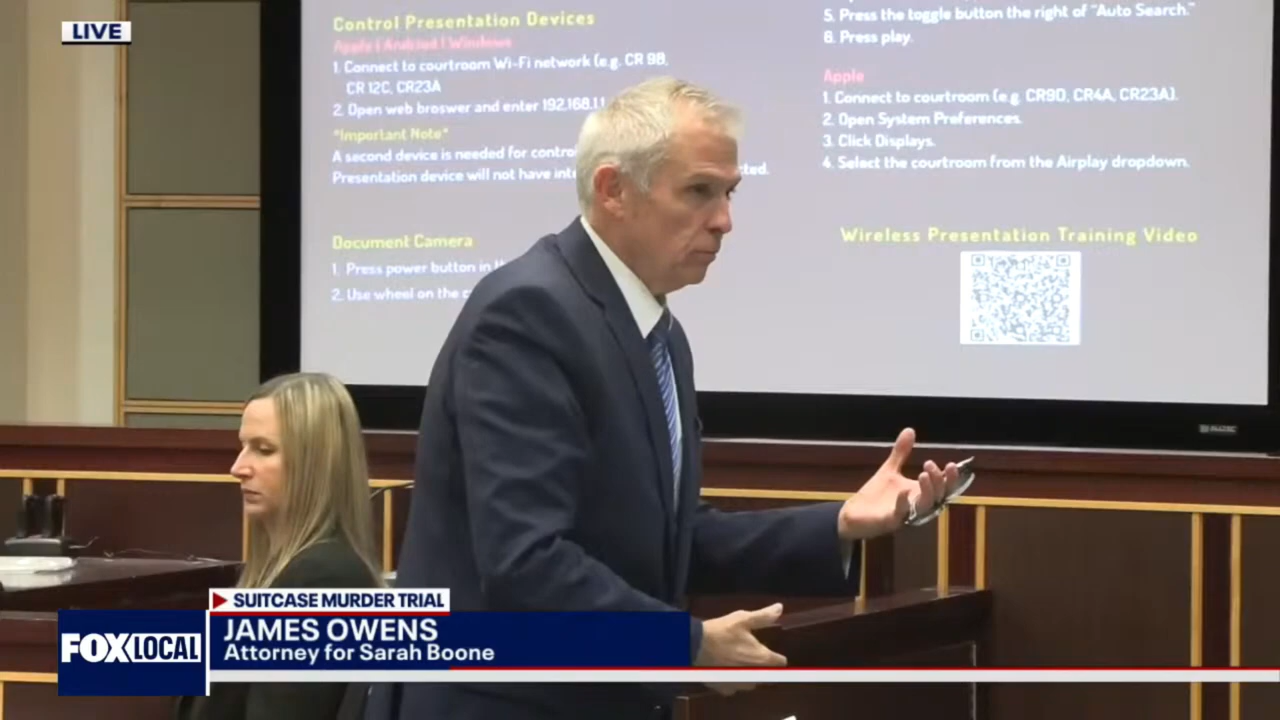 LIVE
Control Presentation Devices
Apple | Android | Windows
1. Connect to courtroom Wi-Fi network (e.g. CR 9B,
CR 12C, CR23A
2. Open web broswer and enter 192.168.1.1
*Important Note*
A second device is needed for
Presentation device will not have
Document Camera
1. Press power button in
2. Use wheel on the
5. Press the toggle button the right of "Auto Search."
6. Press play.
Apple
1. Connect to courtroom (e.g. CR9D, CR4A, CR23A).
2. Open System Preferences.
3. Click Displays.
4. Select the courtroom from the Airplay dropdown.
Wireless Presentation Training Video
SUITCASE MURDER TRIAL
FOX LOCAL
JAMES OWENS
Attorney for Sarah Boone